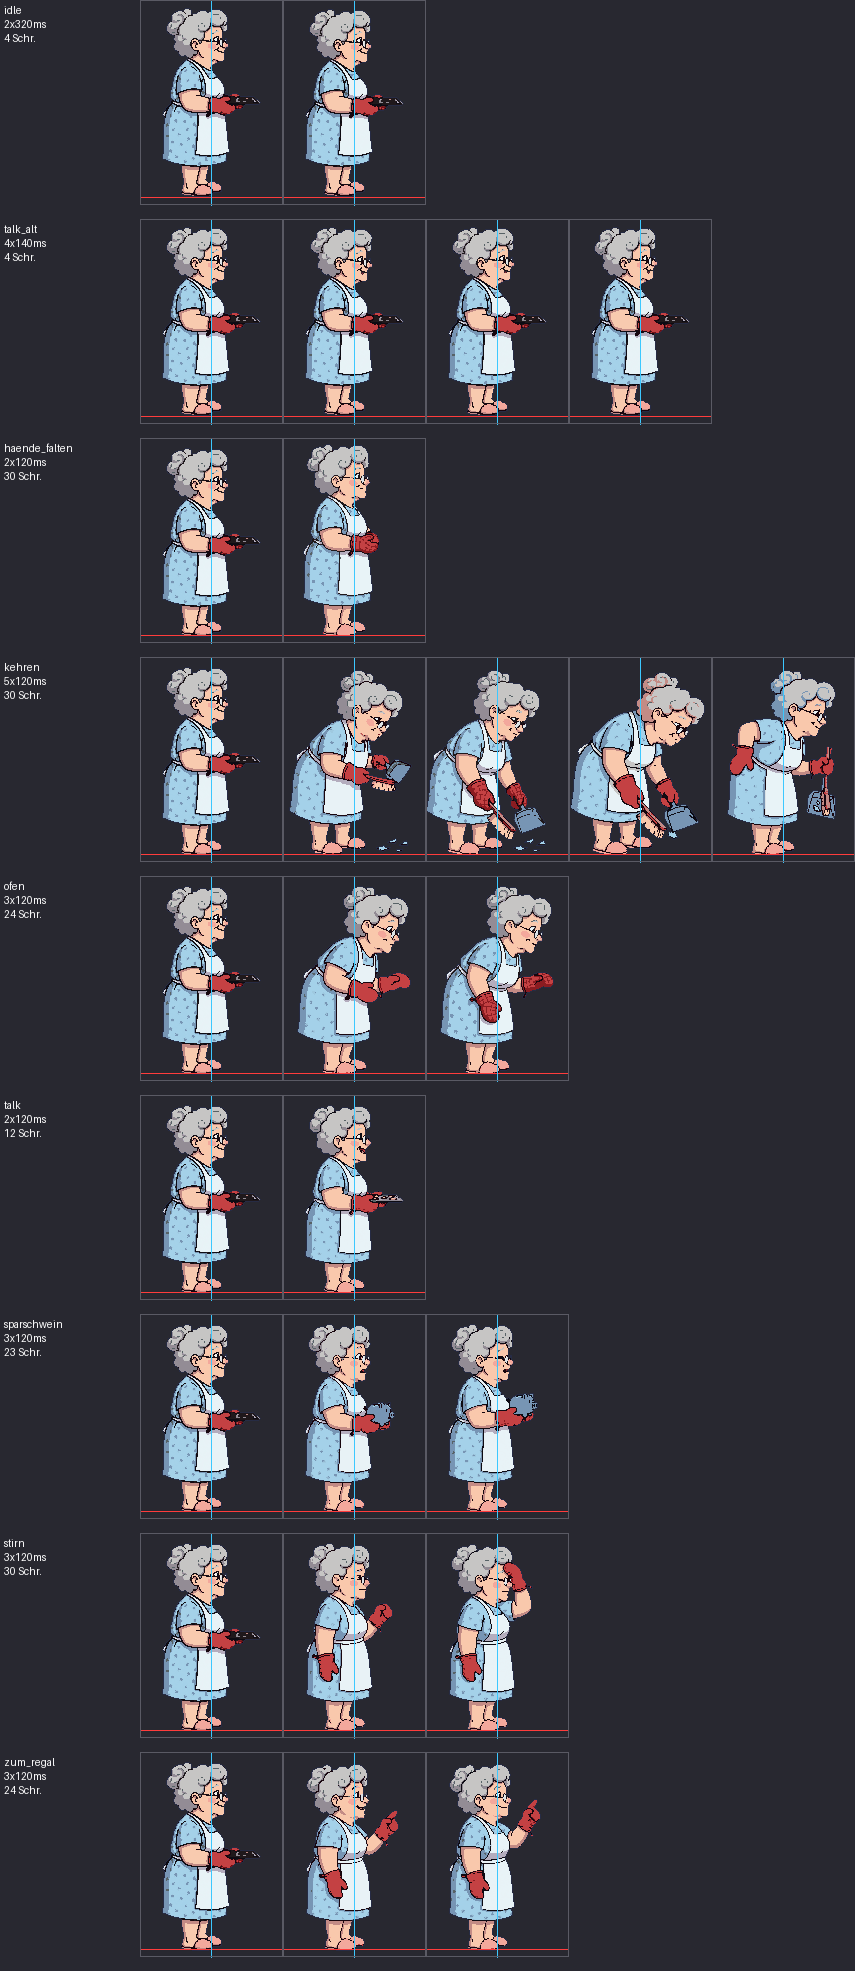 idle
2x320ms
4 Schr.
talk_alt
4x140ms
4 Schr.
haende_falten
2x120ms
30 Schr.
kehren
5x120ms
30 Schr.
ofen
3x120ms
24 Schr.
talk
2x120ms
12 Schr.
sparschwein
3x120ms
23 Schr.
stirn
3x120ms
30 Schr.
zum_regal
3x120ms
24 Schr.